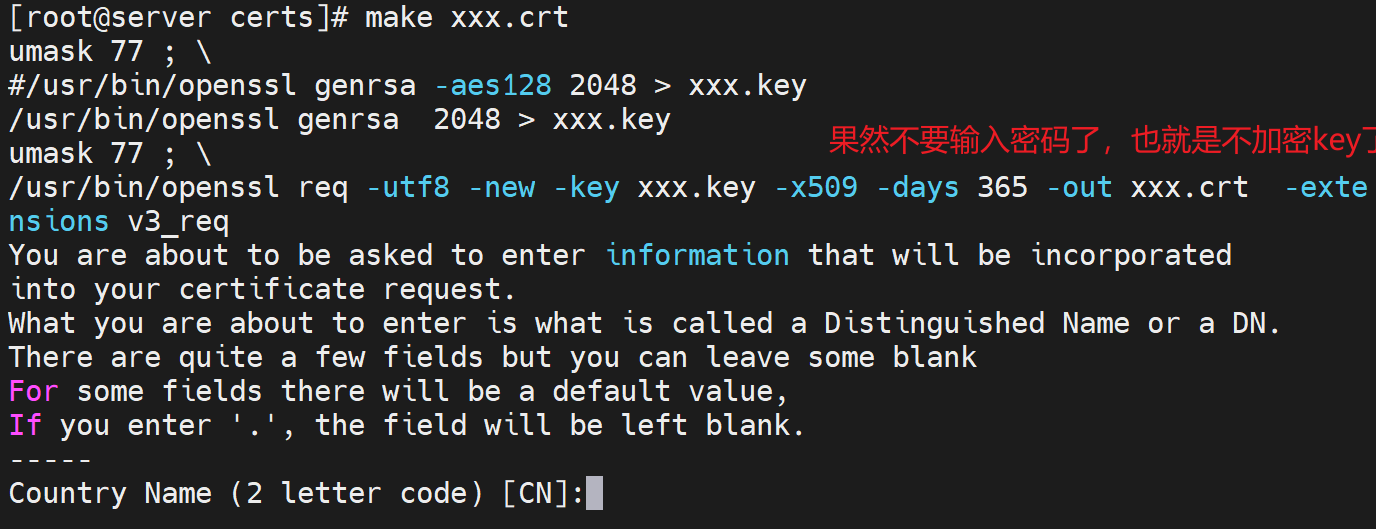 [root@server certs]# make xxx.crt
umask 77 ; \
#/usr/bin/openssl genrsa -aes128 2048 > xxx.key
/usr/bin/openssl genrsa  2048 > xxx.key
果然不要输入密码了，也就是不加密key了
umask 77 ; \
/usr/bin/openssl req -utf8 -new -key xxx.key -x509 -days 365 -out xxx.crt  -exte
nsions v3_req
You are about to be asked to enter information that will be incorporated
into your certificate request.
What you are about to enter is what is called a Distinguished Name or a DN.
There are quite a few fields but you can leave some blank
For some fields there will be a default value,
If you enter '.', the field will be left blank.
-----
Country Name (2 letter code) [CN]: